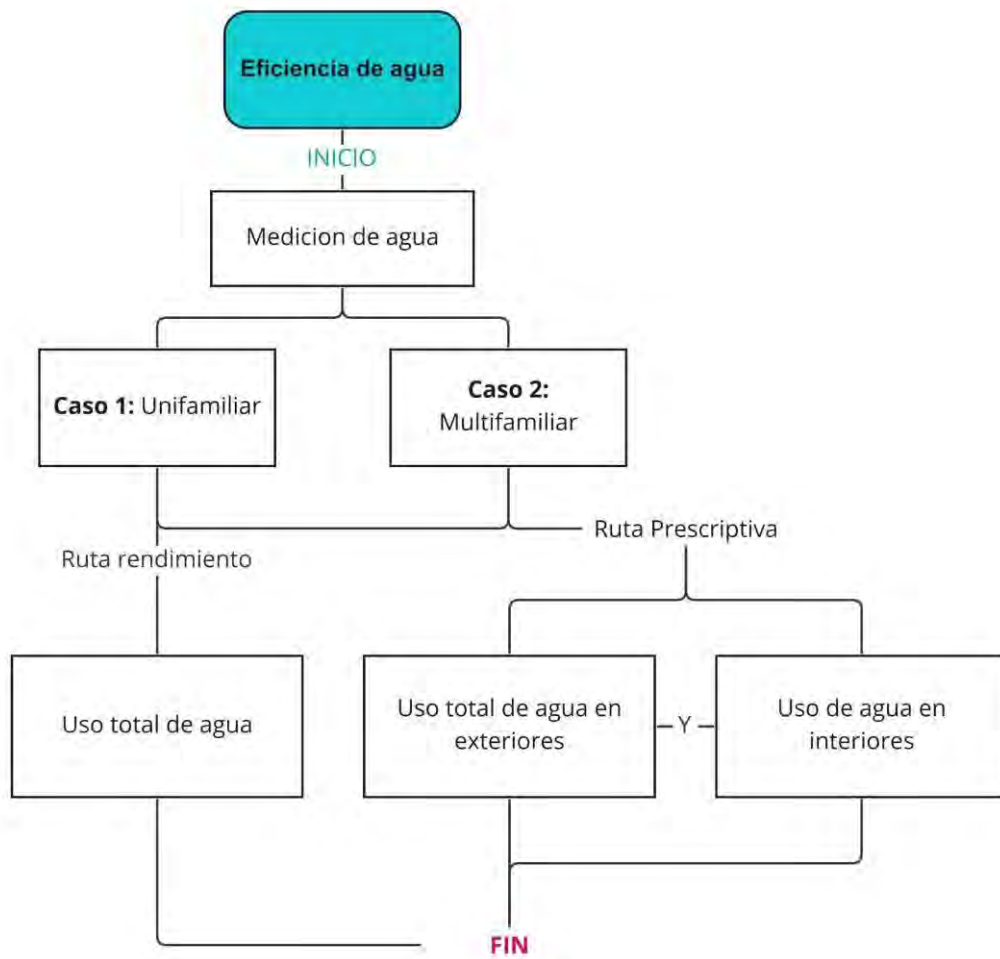 Eficiencia de agua
INICIO
Medicion de agua
Caso 1: Unifamiliar
Caso 2:
Multifamiliar
Ruta Prescriptiva
Ruta rendimiento
Uso total de agua
Uso total de agua en
exteriores
Y
Uso de agua en
interiores
FIN